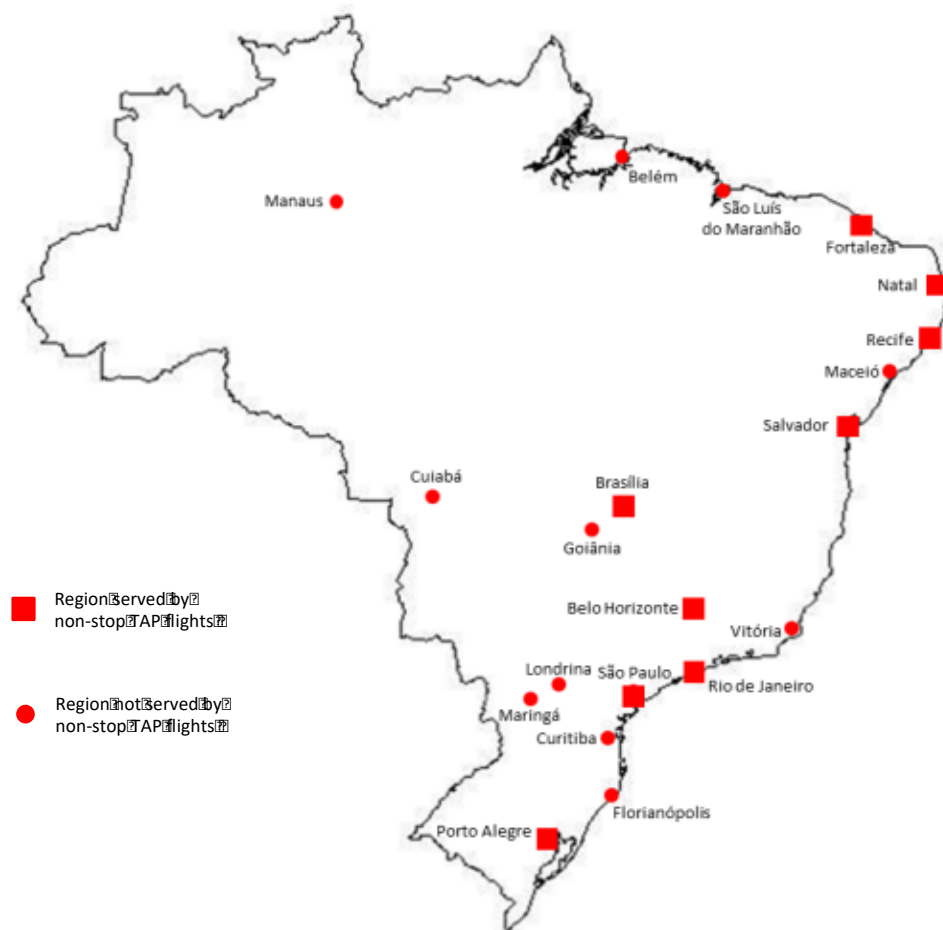 Belém
Manaus
São Luís
do Maranhão
Fortaleza
Natal
Recife
Maceió
Salvador
Cuiabá
Brasília
Goiânia
Region served by
non-stop TAP flights
Belo Horizonte
Vitória
Londrina
São Paulo
Rio de Janeiro
Maringá
Region not served by
non-stop TAP flights
Curitiba
Florianópolis
Porto Alegre